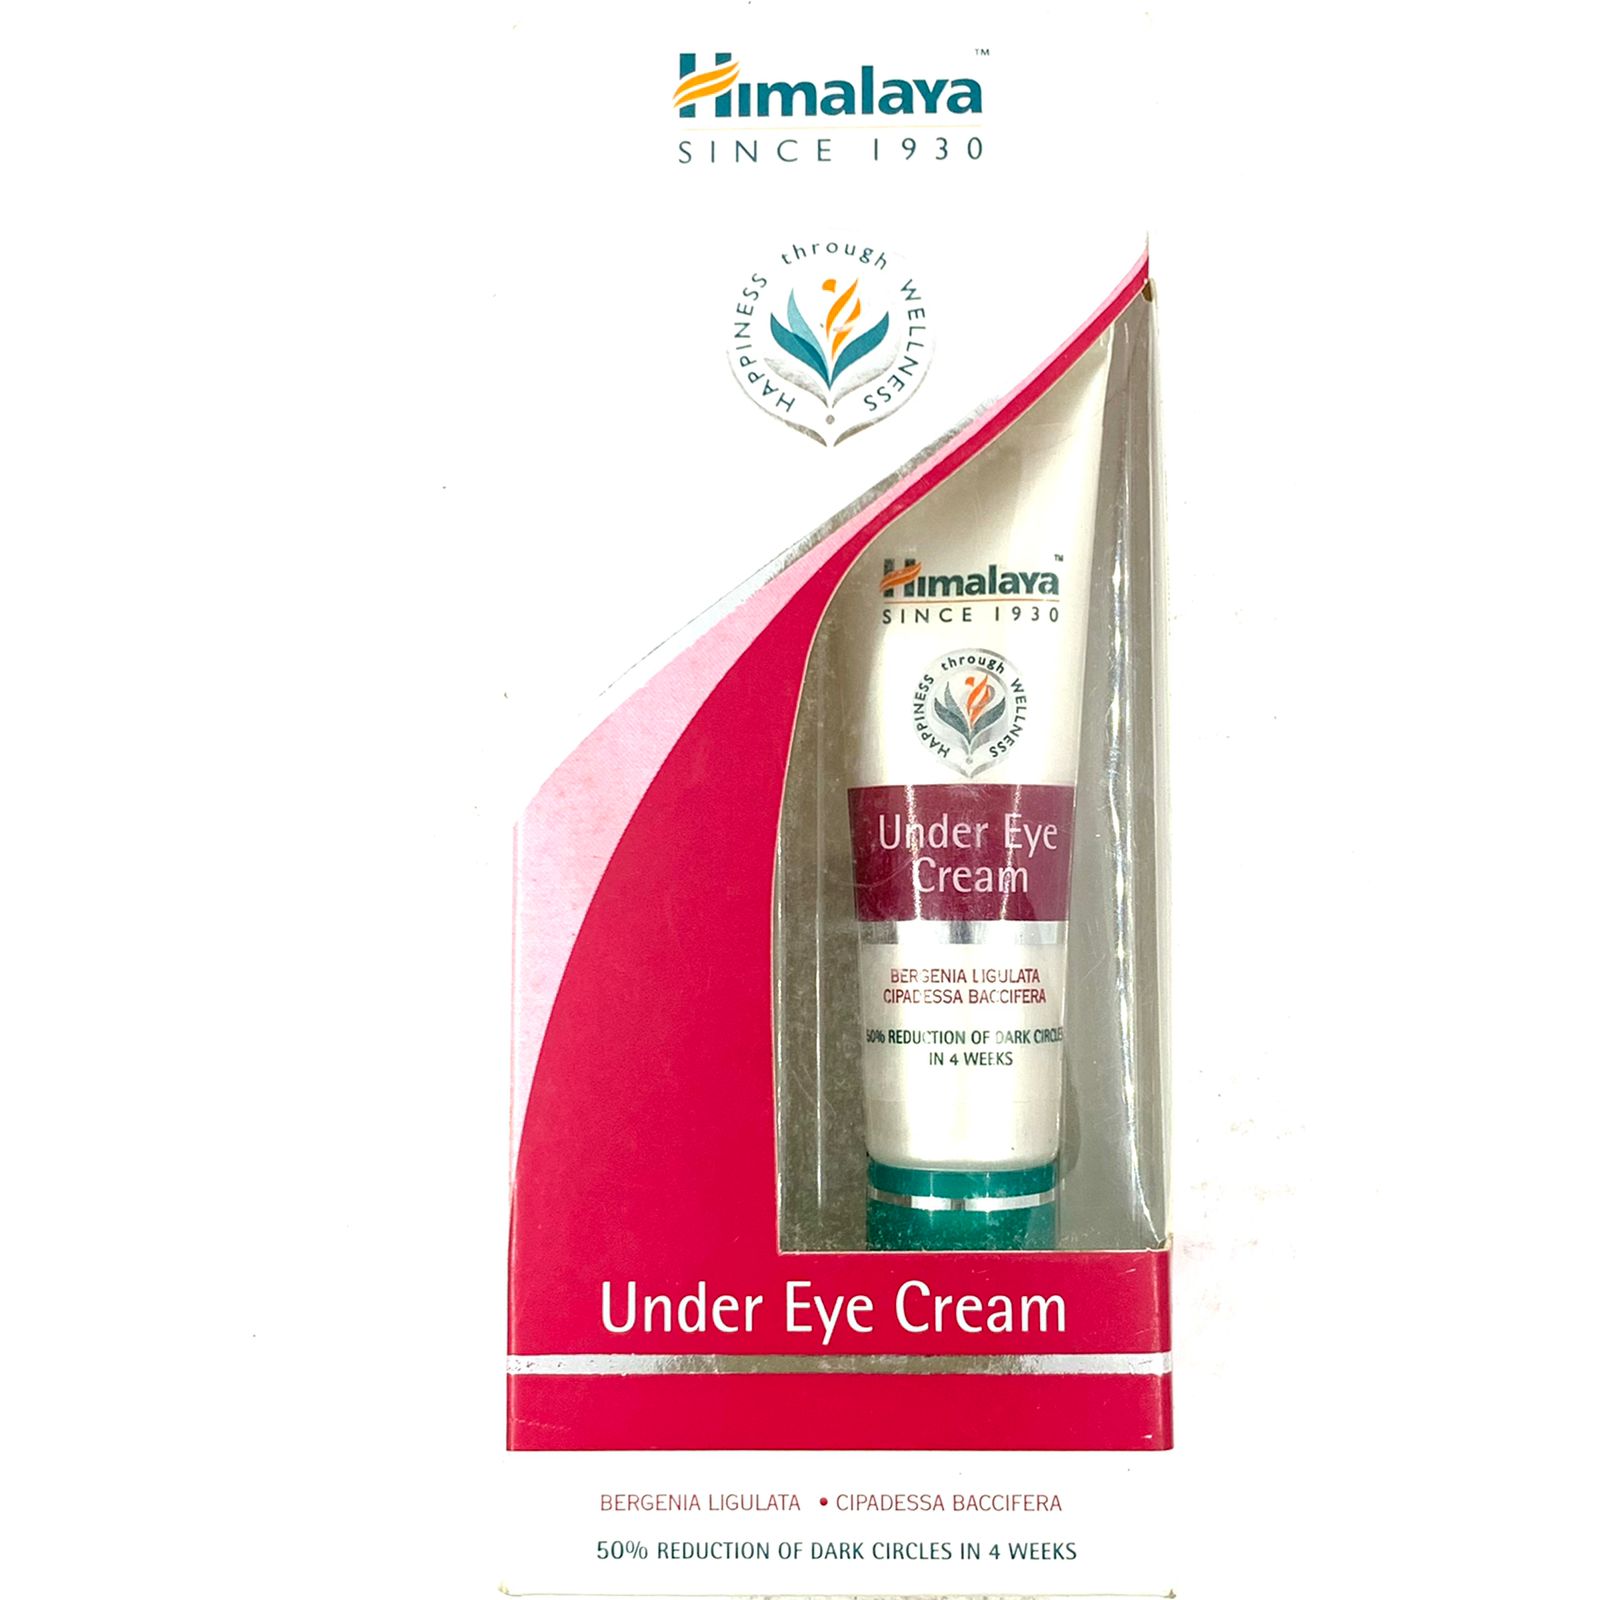 Himalaya™
SINCE 1930
HAPPINESS through WELLNESS
Himalaya™
SINCE 1930
HAPPINESS through WELLNESS
Under Eye
Cream
BERGENIA LIGULATA
CIPADESSA BACCIFERA
50% REDUCTION OF DARK CIRCLES
IN 4 WEEKS
Under Eye Cream
BERGENIA LIGULATA • CIPADESSA BACCIFERA
50% REDUCTION OF DARK CIRCLES IN 4 WEEKS